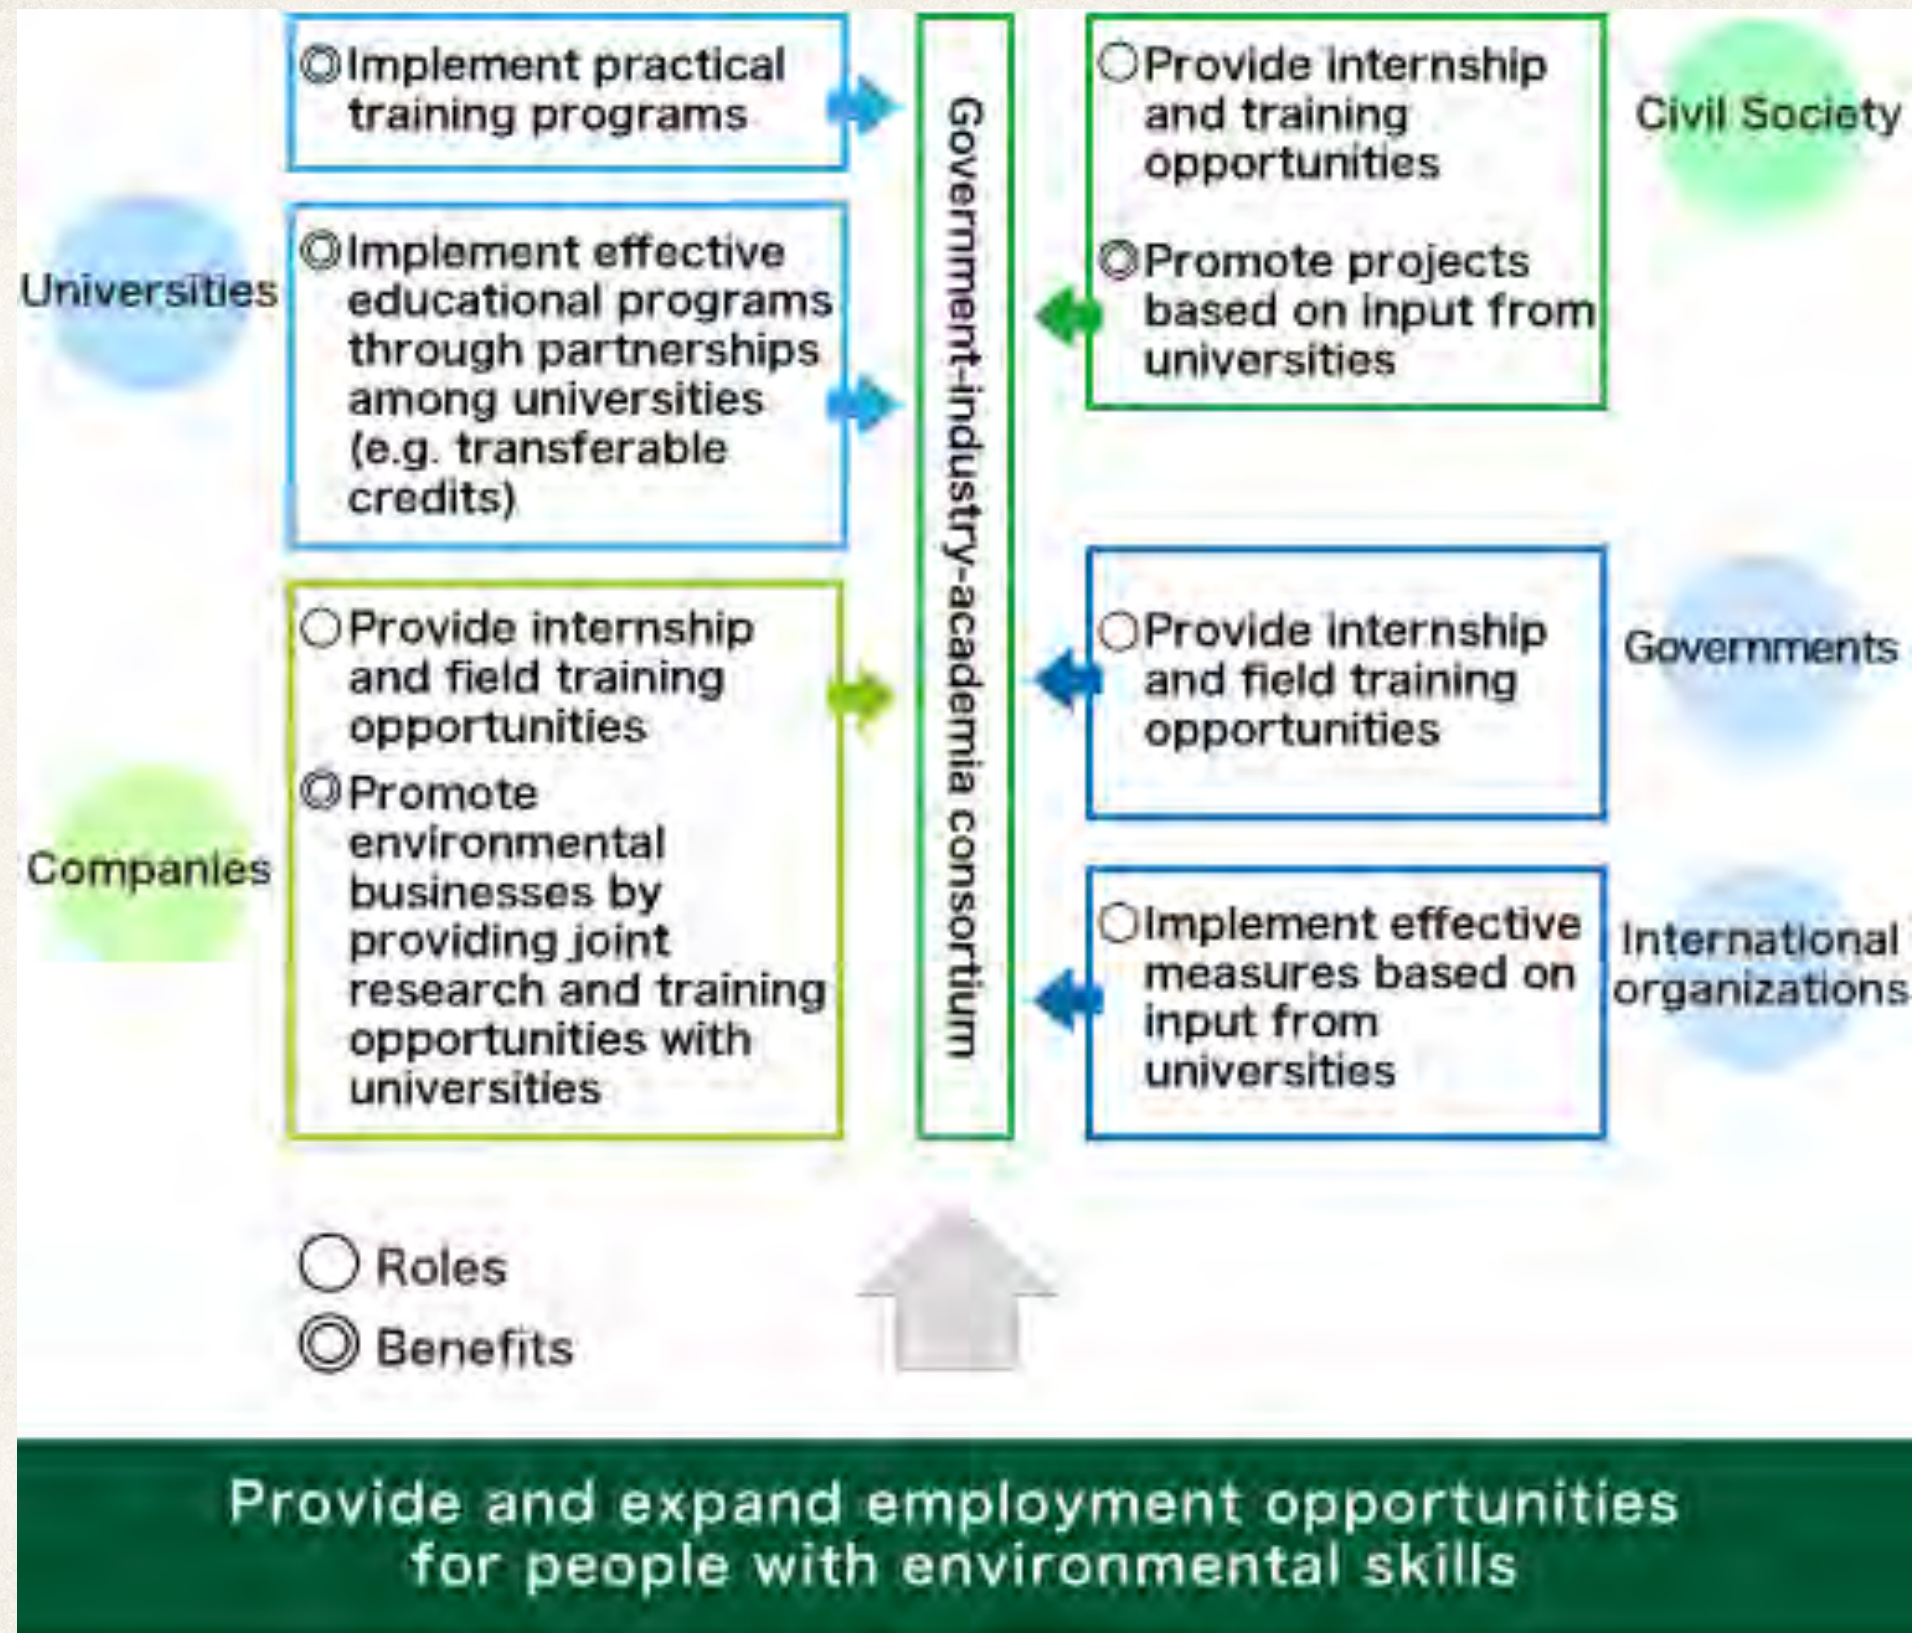 ◎Implement practical
training programs
Universities
◎Implement effective
educational programs
through partnerships
among universities
(e.g. transferable
credits)
Companies
○Provide internship
and field training
opportunities
◎Promote
environmental
businesses by
providing joint
research and training
opportunities with
universities
Government-industry-academia consortium
○Provide internship
and training
opportunities
◎Promote projects
based on input from
universities
Civil Society
○Provide internship
and field training
opportunities
Governments
○Implement effective
measures based on
input from
universities
International
organizations
○ Roles
◎ Benefits
Provide and expand employment opportunities
for people with environmental skills